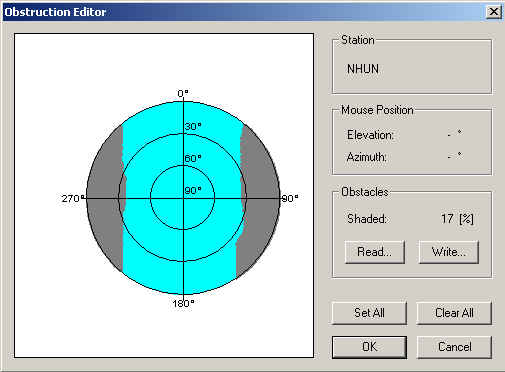 Obstruction Editor
Station
NHUN
0°
30°
60°
90°
270°
90°
180°
Mouse Position
Elevation: - °
Azimuth: - °
Obstacles
Shaded: 17 [%]
Read... Write...
Set All Clear All
OK Cancel